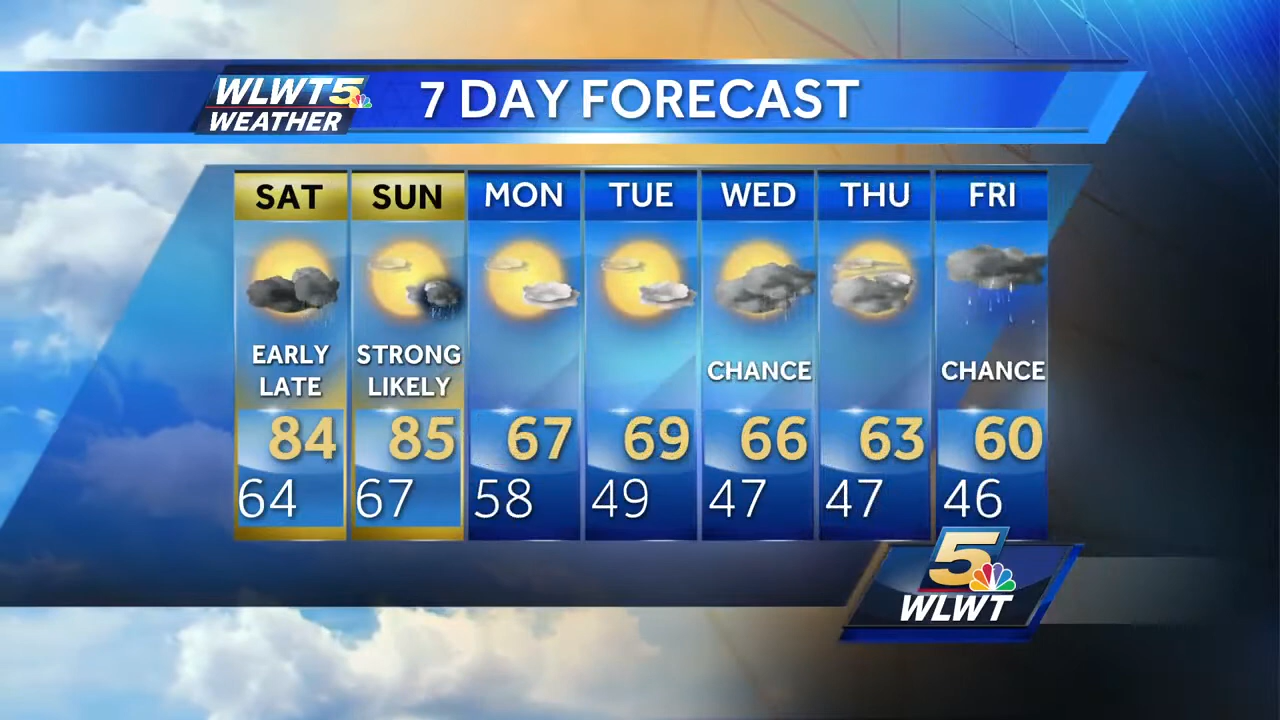 WLWT5
WEATHER
7 DAY FORECAST
SAT SUN MON TUE WED THU FRI
EARLY STRONG
LATE LIKELY CHANCE CHANCE
84 85 67 69 66 63 60
64 67 58 49 47 47 46
5
WLWT